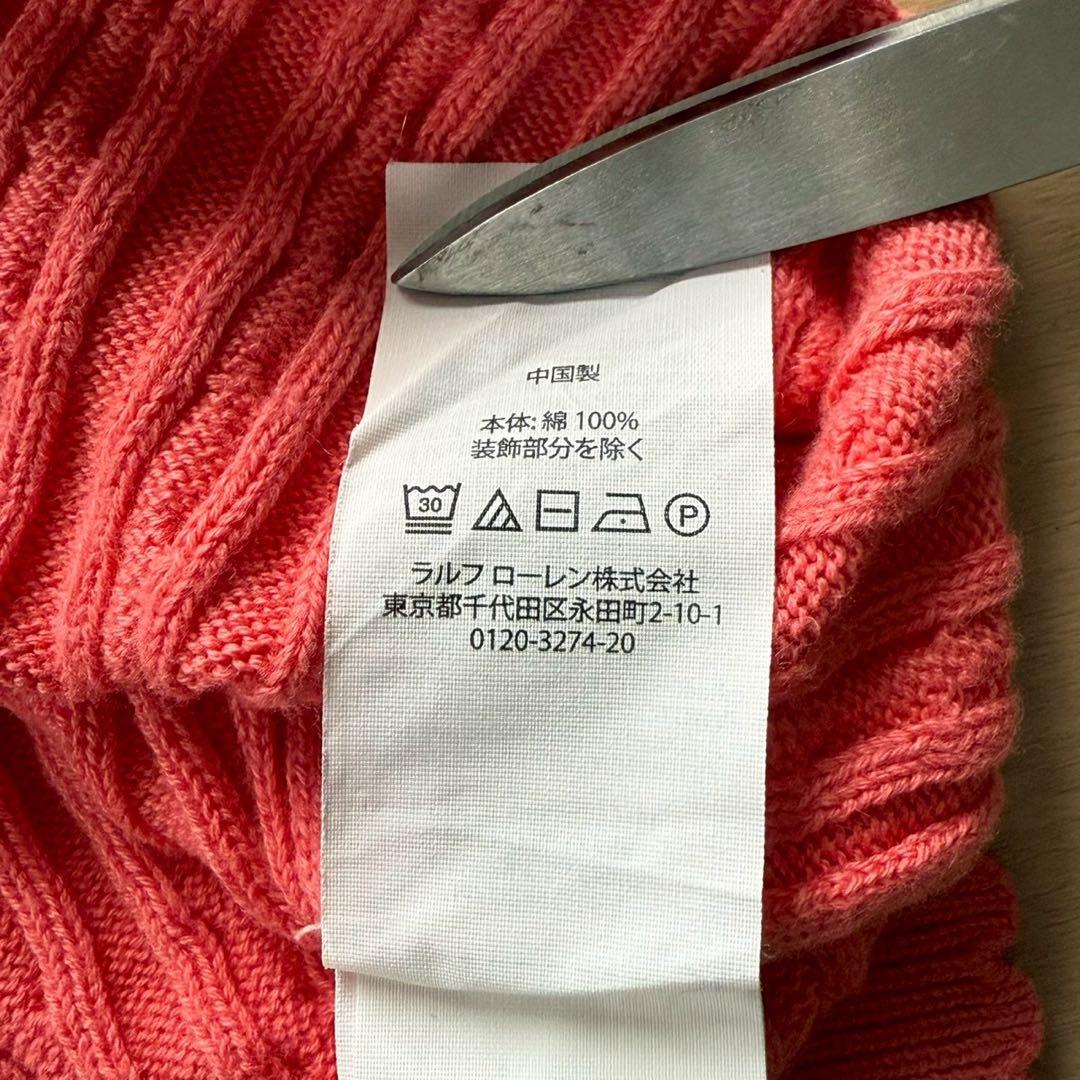 中国製
本体: 綿 100%
装飾部分を除く
30 P
ラルフ ローレン株式会社
東京都千代田区永田町2-10-1
0120-3274-20